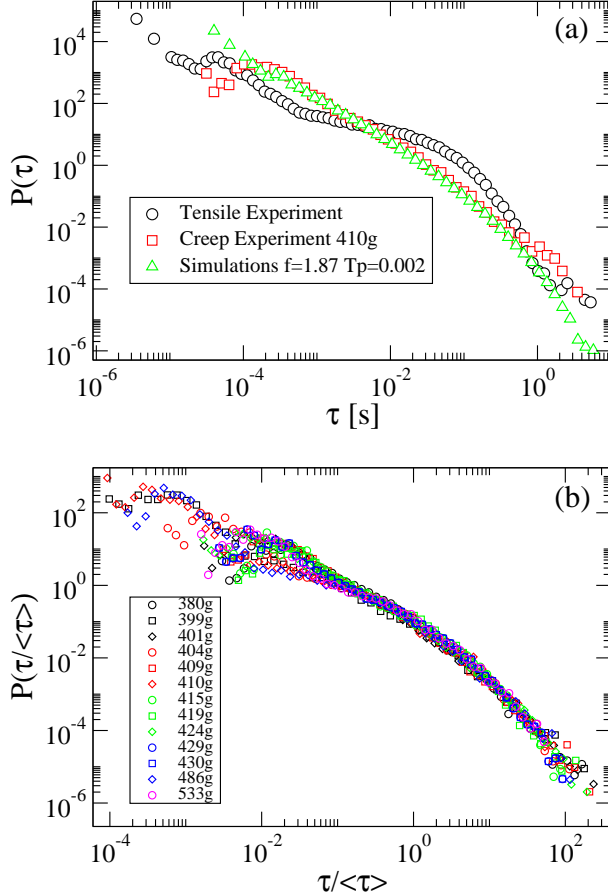 (a)
10^4
10^2
10^0
10^-2
10^-4
10^-6
P(τ)
Tensile Experiment
Creep Experiment 410g
Simulations f=1.87 Tp=0.002
10^-6 10^-4 10^-2 10^0
τ [s]
(b)
10^2
10^0
10^-2
10^-4
10^-6
P(τ/<τ>)
380g
399g
401g
404g
409g
410g
415g
419g
424g
429g
430g
486g
533g
10^-4 10^-2 10^0 10^2
τ/<τ>